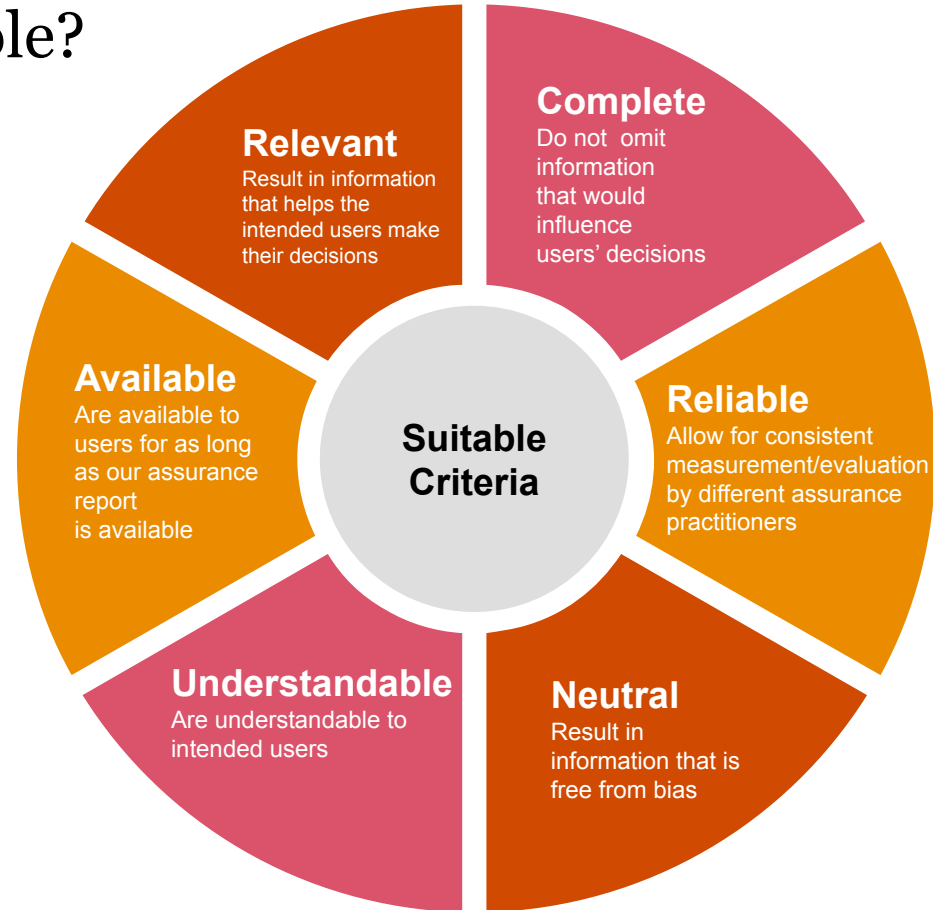 ple?
Relevant
Result in information
that helps the
intended users make
their decisions
Complete
Do not omit
information
that would
influence
users’ decisions
Available
Are available to
users for as long
as our assurance
report
is available
Suitable
Criteria
Reliable
Allow for consistent
measurement/evaluation
by different assurance
practitioners
Understandable
Are understandable to
intended users
Neutral
Result in
information that is
free from bias